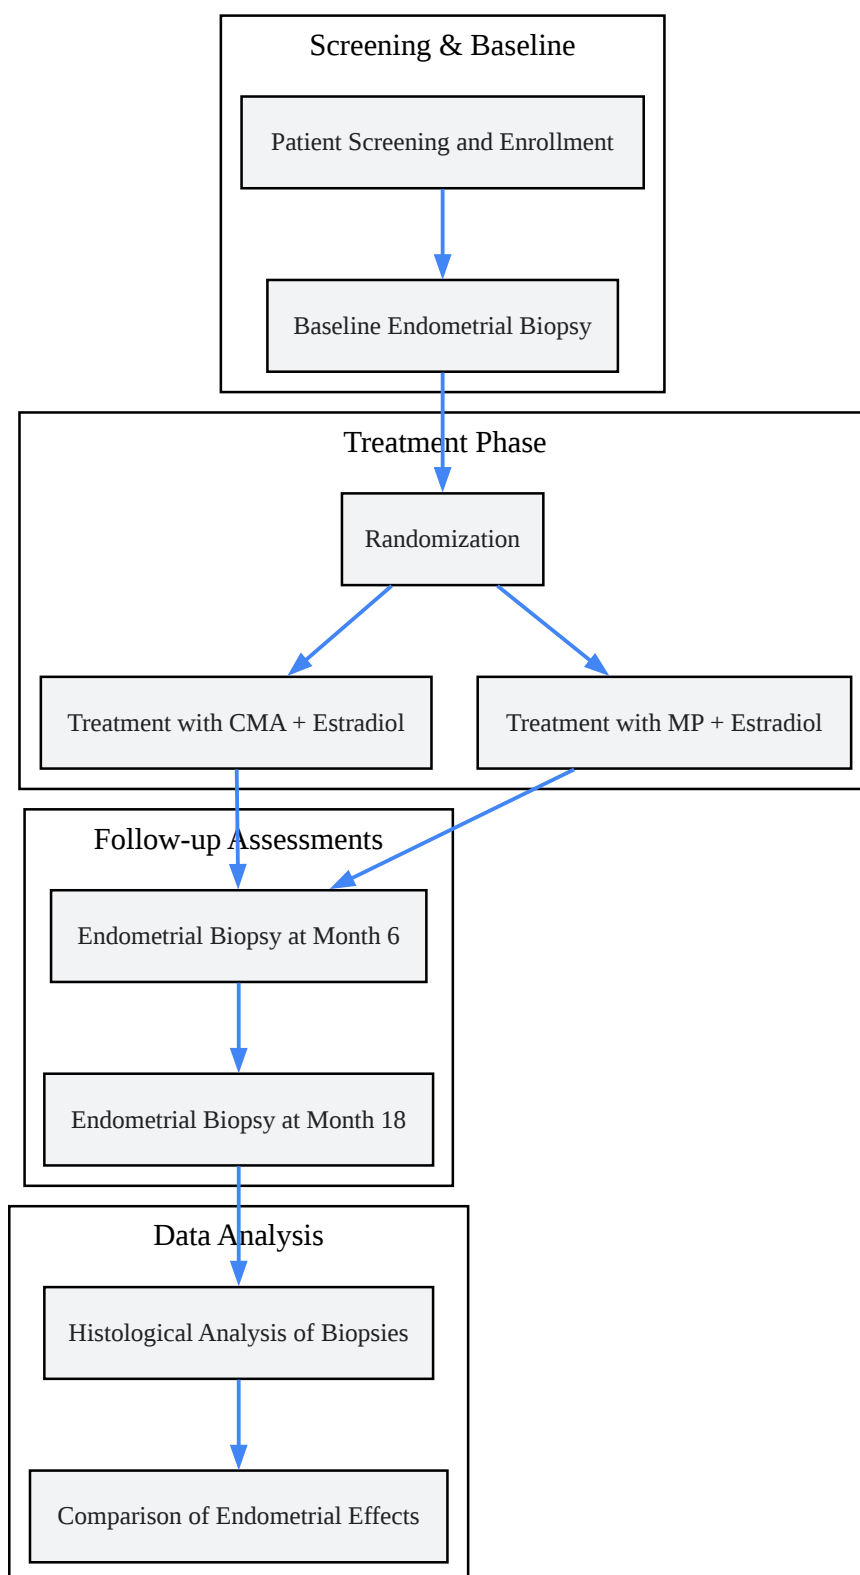 Screening & Baseline
Patient Screening and Enrollment
Baseline Endometrial Biopsy
Treatment Phase
Randomization
Treatment with CMA + Estradiol
Treatment with MP + Estradiol
Follow-up Assessments
Endometrial Biopsy at Month 6
Endometrial Biopsy at Month 18
Data Analysis
Histological Analysis of Biopsies
Comparison of Endometrial Effects